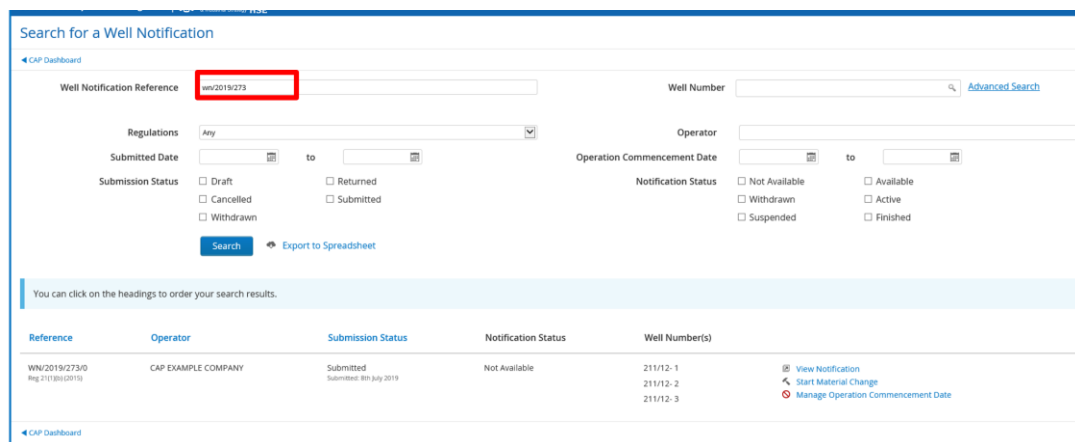 Search for a Well Notification
CAP Dashboard
Well Notification Reference wn/2019/273 Well Number Advanced Search
Regulations Any Operator
Submitted Date to Operation Commencement Date to
Submission Status Draft Returned Notification Status Not Available Available
Cancelled Submitted Withdrawn Active
Withdrawn Suspended Finished
Search Export to Spreadsheet
You can click on the headings to order your search results.
Reference Operator Submission Status Notification Status Well Number(s)
WN/2019/273/0 CAP EXAMPLE COMPANY Submitted Not Available 211/12- 1 View Notification
Reg 21(1)(b) (2015) Submitted: 8th July 2019 211/12- 2 Start Material Change
211/12- 3 Manage Operation Commencement Date
CAP Dashboard